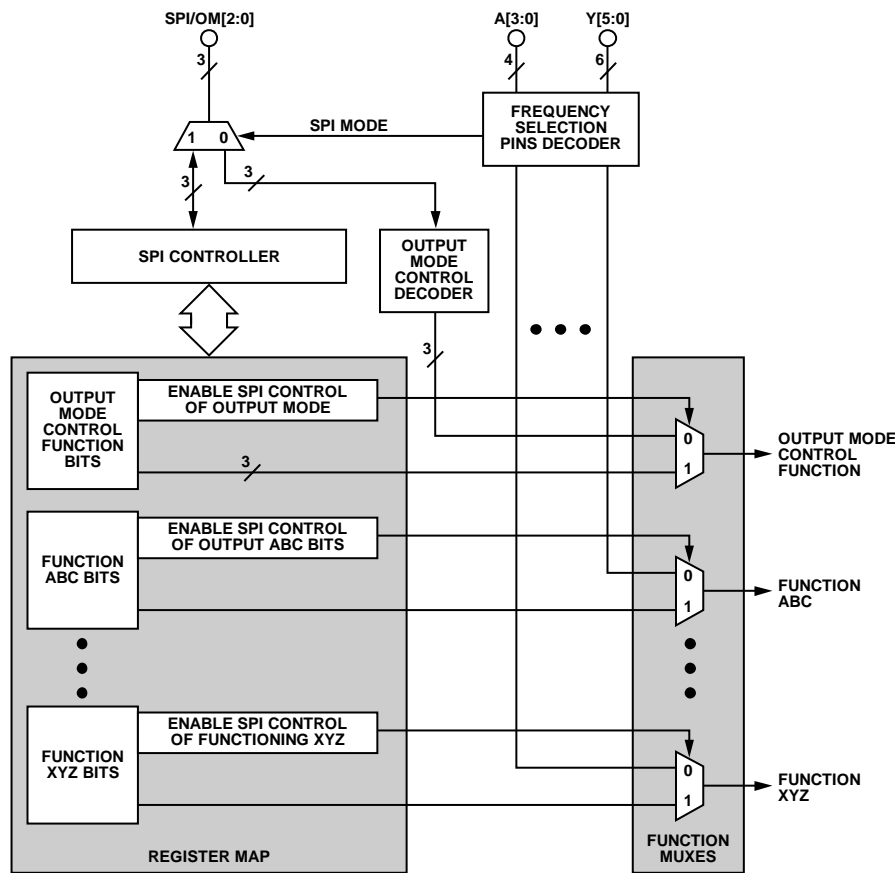 SPI/OM[2:0]
A[3:0]
Y[5:0]
3
4
6
FREQUENCY
SELECTION
PINS DECODER
SPI MODE
1
0
3
3
SPI CONTROLLER
OUTPUT
MODE
CONTROL
DECODER
3
OUTPUT
MODE
CONTROL
FUNCTION
BITS
ENABLE SPI CONTROL
OF OUTPUT MODE
3
0
1
OUTPUT MODE
CONTROL
FUNCTION
FUNCTION
ABC BITS
ENABLE SPI CONTROL
OF OUTPUT ABC BITS
0
1
FUNCTION
ABC
FUNCTION
XYZ BITS
ENABLE SPI CONTROL
OF FUNCTIONING XYZ
0
1
FUNCTION
XYZ
REGISTER MAP
FUNCTION
MUXES